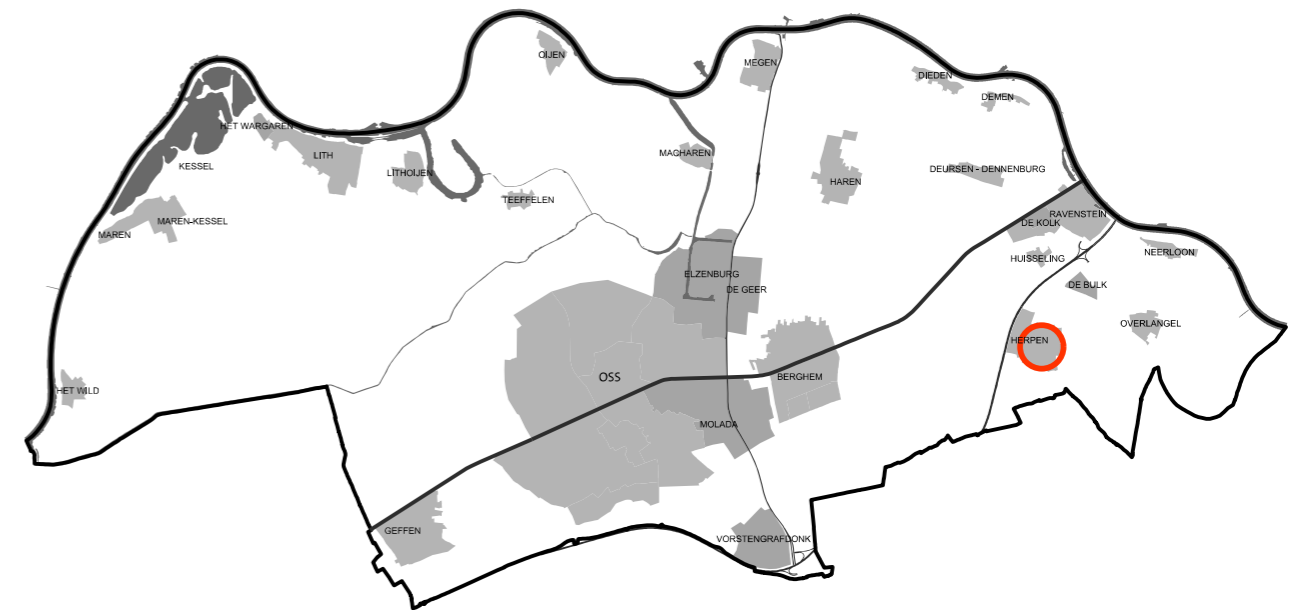 OIJEN
MEGEN
DIEDEN
DEMEN
HET WARGAREN
LITH
KESSEL
LITHOIJEN
MACHAREN
HAREN
DEURSEN - DENNENBURG
TEEFFELEN
MAREN-KESSEL
MAREN
RAVENSTEIN
DE KOLK
NEERLOON
HUISSELING
ELZENBURG
DE GEER
DE BULK
OVERLANGEL
HERPEN
OSS
BERGHEM
HET WILD
MOLADA
GEFFEN
VORSTENGRAFDONK